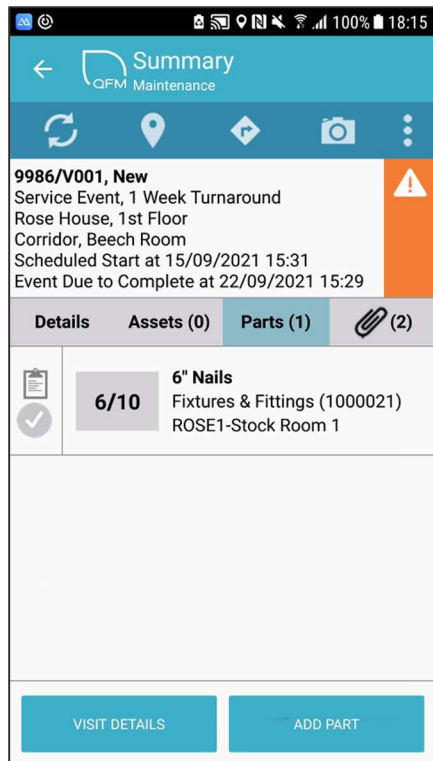 100% 18:15
Summary
QFM Maintenance
9986/V001, New
Service Event, 1 Week Turnaround
Rose House, 1st Floor
Corridor, Beech Room
Scheduled Start at 15/09/2021 15:31
Event Due to Complete at 22/09/2021 15:29
Details Assets (0) Parts (1) (2)
6" Nails
6/10 Fixtures & Fittings (1000021)
ROSE1-Stock Room 1
VISIT DETAILS ADD PART